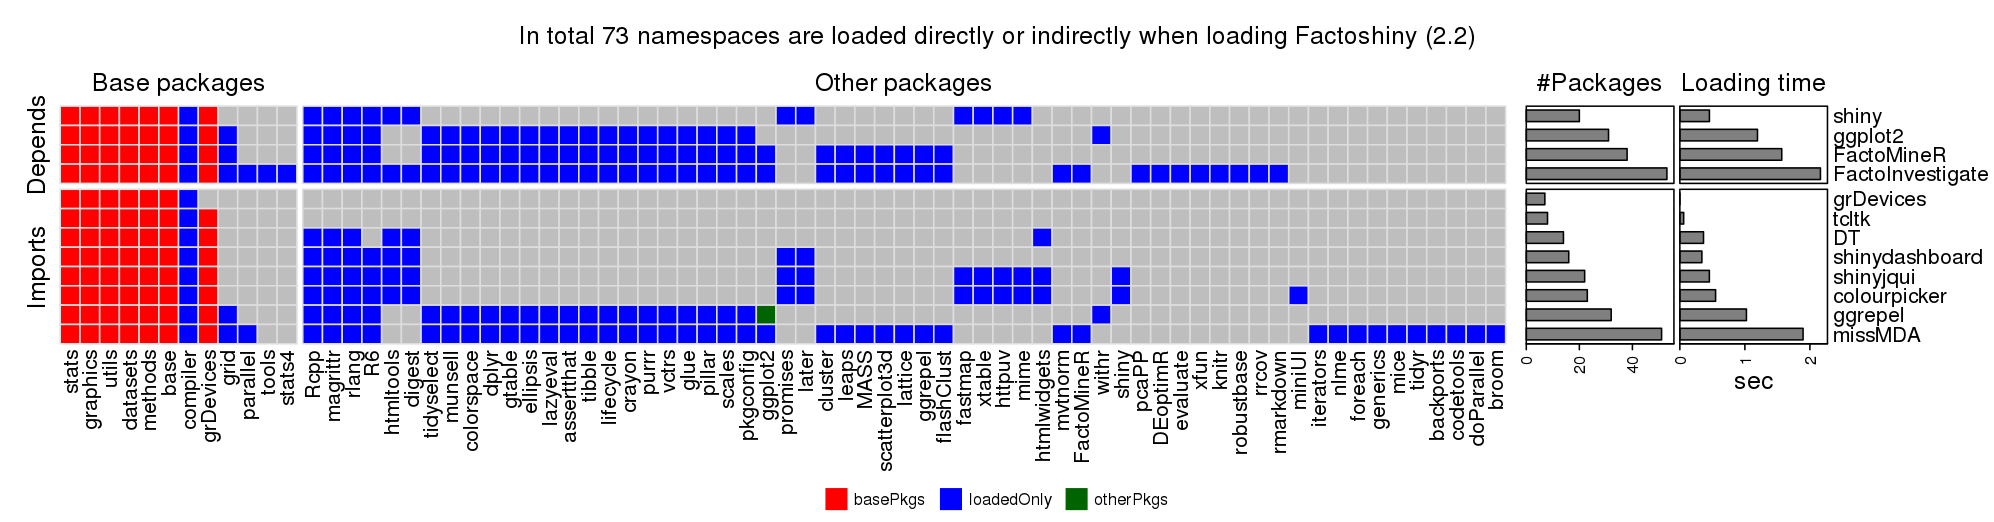 In total 73 namespaces are loaded directly or indirectly when loading Factoshiny (2.2)
Base packages
Other packages
#Packages
Loading time
Depends
shiny
ggplot2
FactoMineR
FactoInvestigate
Imports
grDevices
tcltk
DT
shinydashboard
shinyjqui
colourpicker
ggrepel
missMDA
stats
graphics
utils
datasets
methods
base
compiler
grDevices
grid
parallel
tools
stats4
Rcpp
magrittr
rlang
R6
htmltools
digest
tidyselect
munsell
colorspace
dplyr
gtable
ellipsis
lazyeval
assertthat
tibble
lifecycle
crayon
purrr
vctrs
glue
pillar
scales
pkgconfig
ggplot2
promises
later
cluster
leaps
MASS
scatterplot3d
lattice
ggrepel
flashClust
fastmap
xtable
httpuv
mime
htmlwidgets
mvtnorm
FactoMineR
withr
shiny
pcaPP
DEoptimR
evaluate
xfun
knitr
robustbase
rrcov
rmarkdown
miniUI
iterators
nlme
foreach
generics
mice
tidyr
backports
codetools
doParallel
broom
0 20 40
0 1 2
sec
basePkgs
loadedOnly
otherPkgs